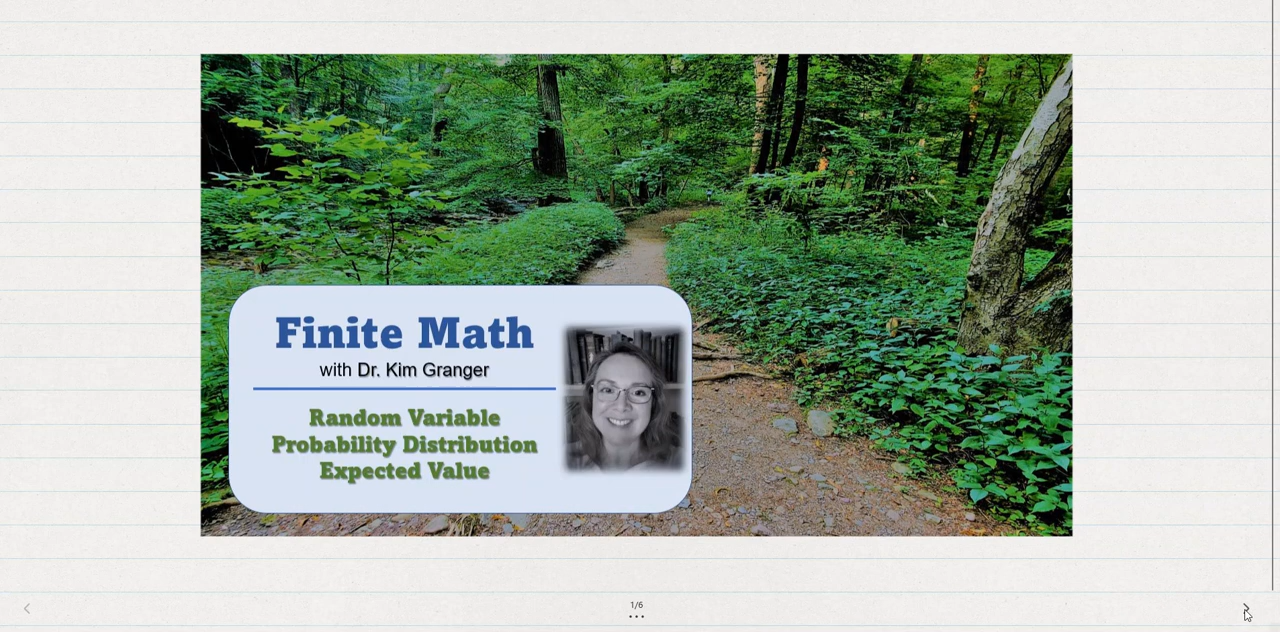 Finite Math
with Dr. Kim Granger
Random Variable
Probability Distribution
Expected Value
1/6